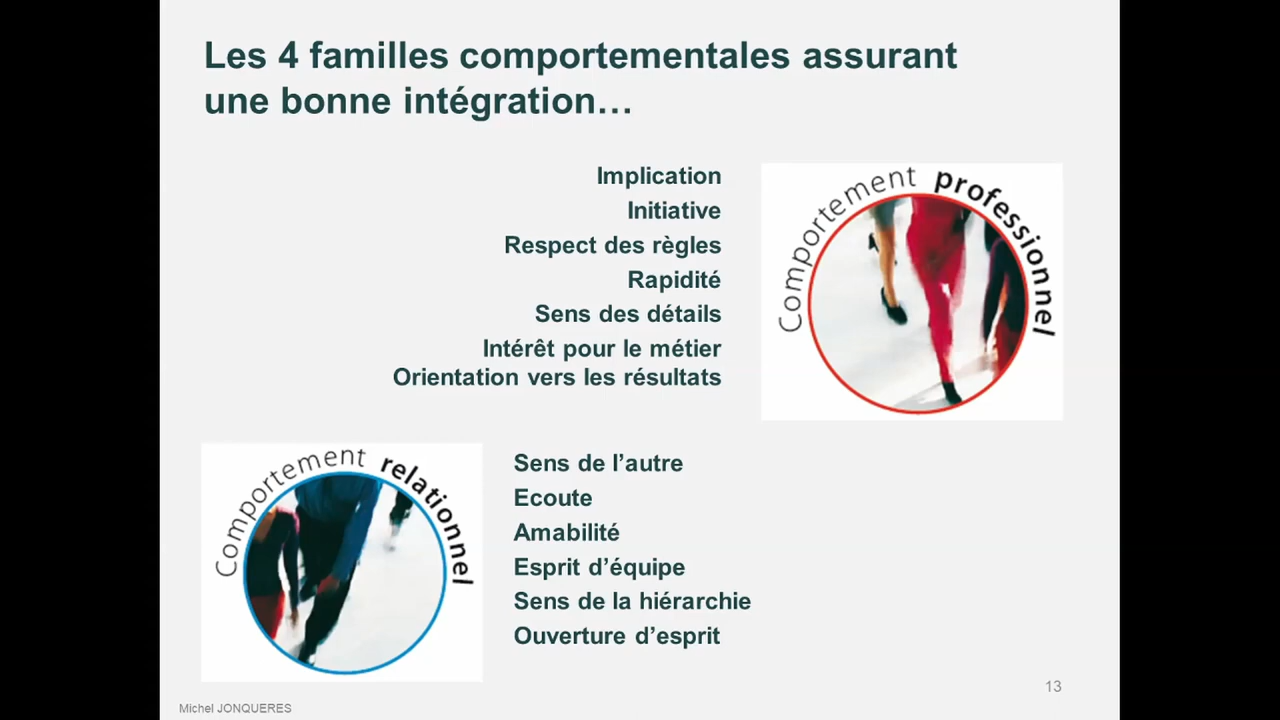 Les 4 familles comportementales assurant
une bonne intégration…
Implication
Initiative
Respect des règles
Rapidité
Sens des détails
Intérêt pour le métier
Orientation vers les résultats
Comportement professionnel
Comportement relationnel
Sens de l’autre
Ecoute
Amabilité
Esprit d’équipe
Sens de la hiérarchie
Ouverture d’esprit
13
Michel JONQUERES